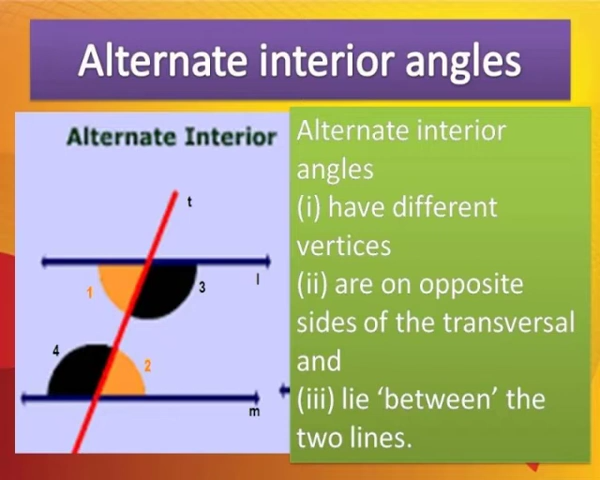 Alternate interior angles
Alternate Interior
t
l
1
3
4
2
m
Alternate interior
angles
(i) have different
vertices
(ii) are on opposite
sides of the transversal
and
(iii) lie ‘between’ the
two lines.